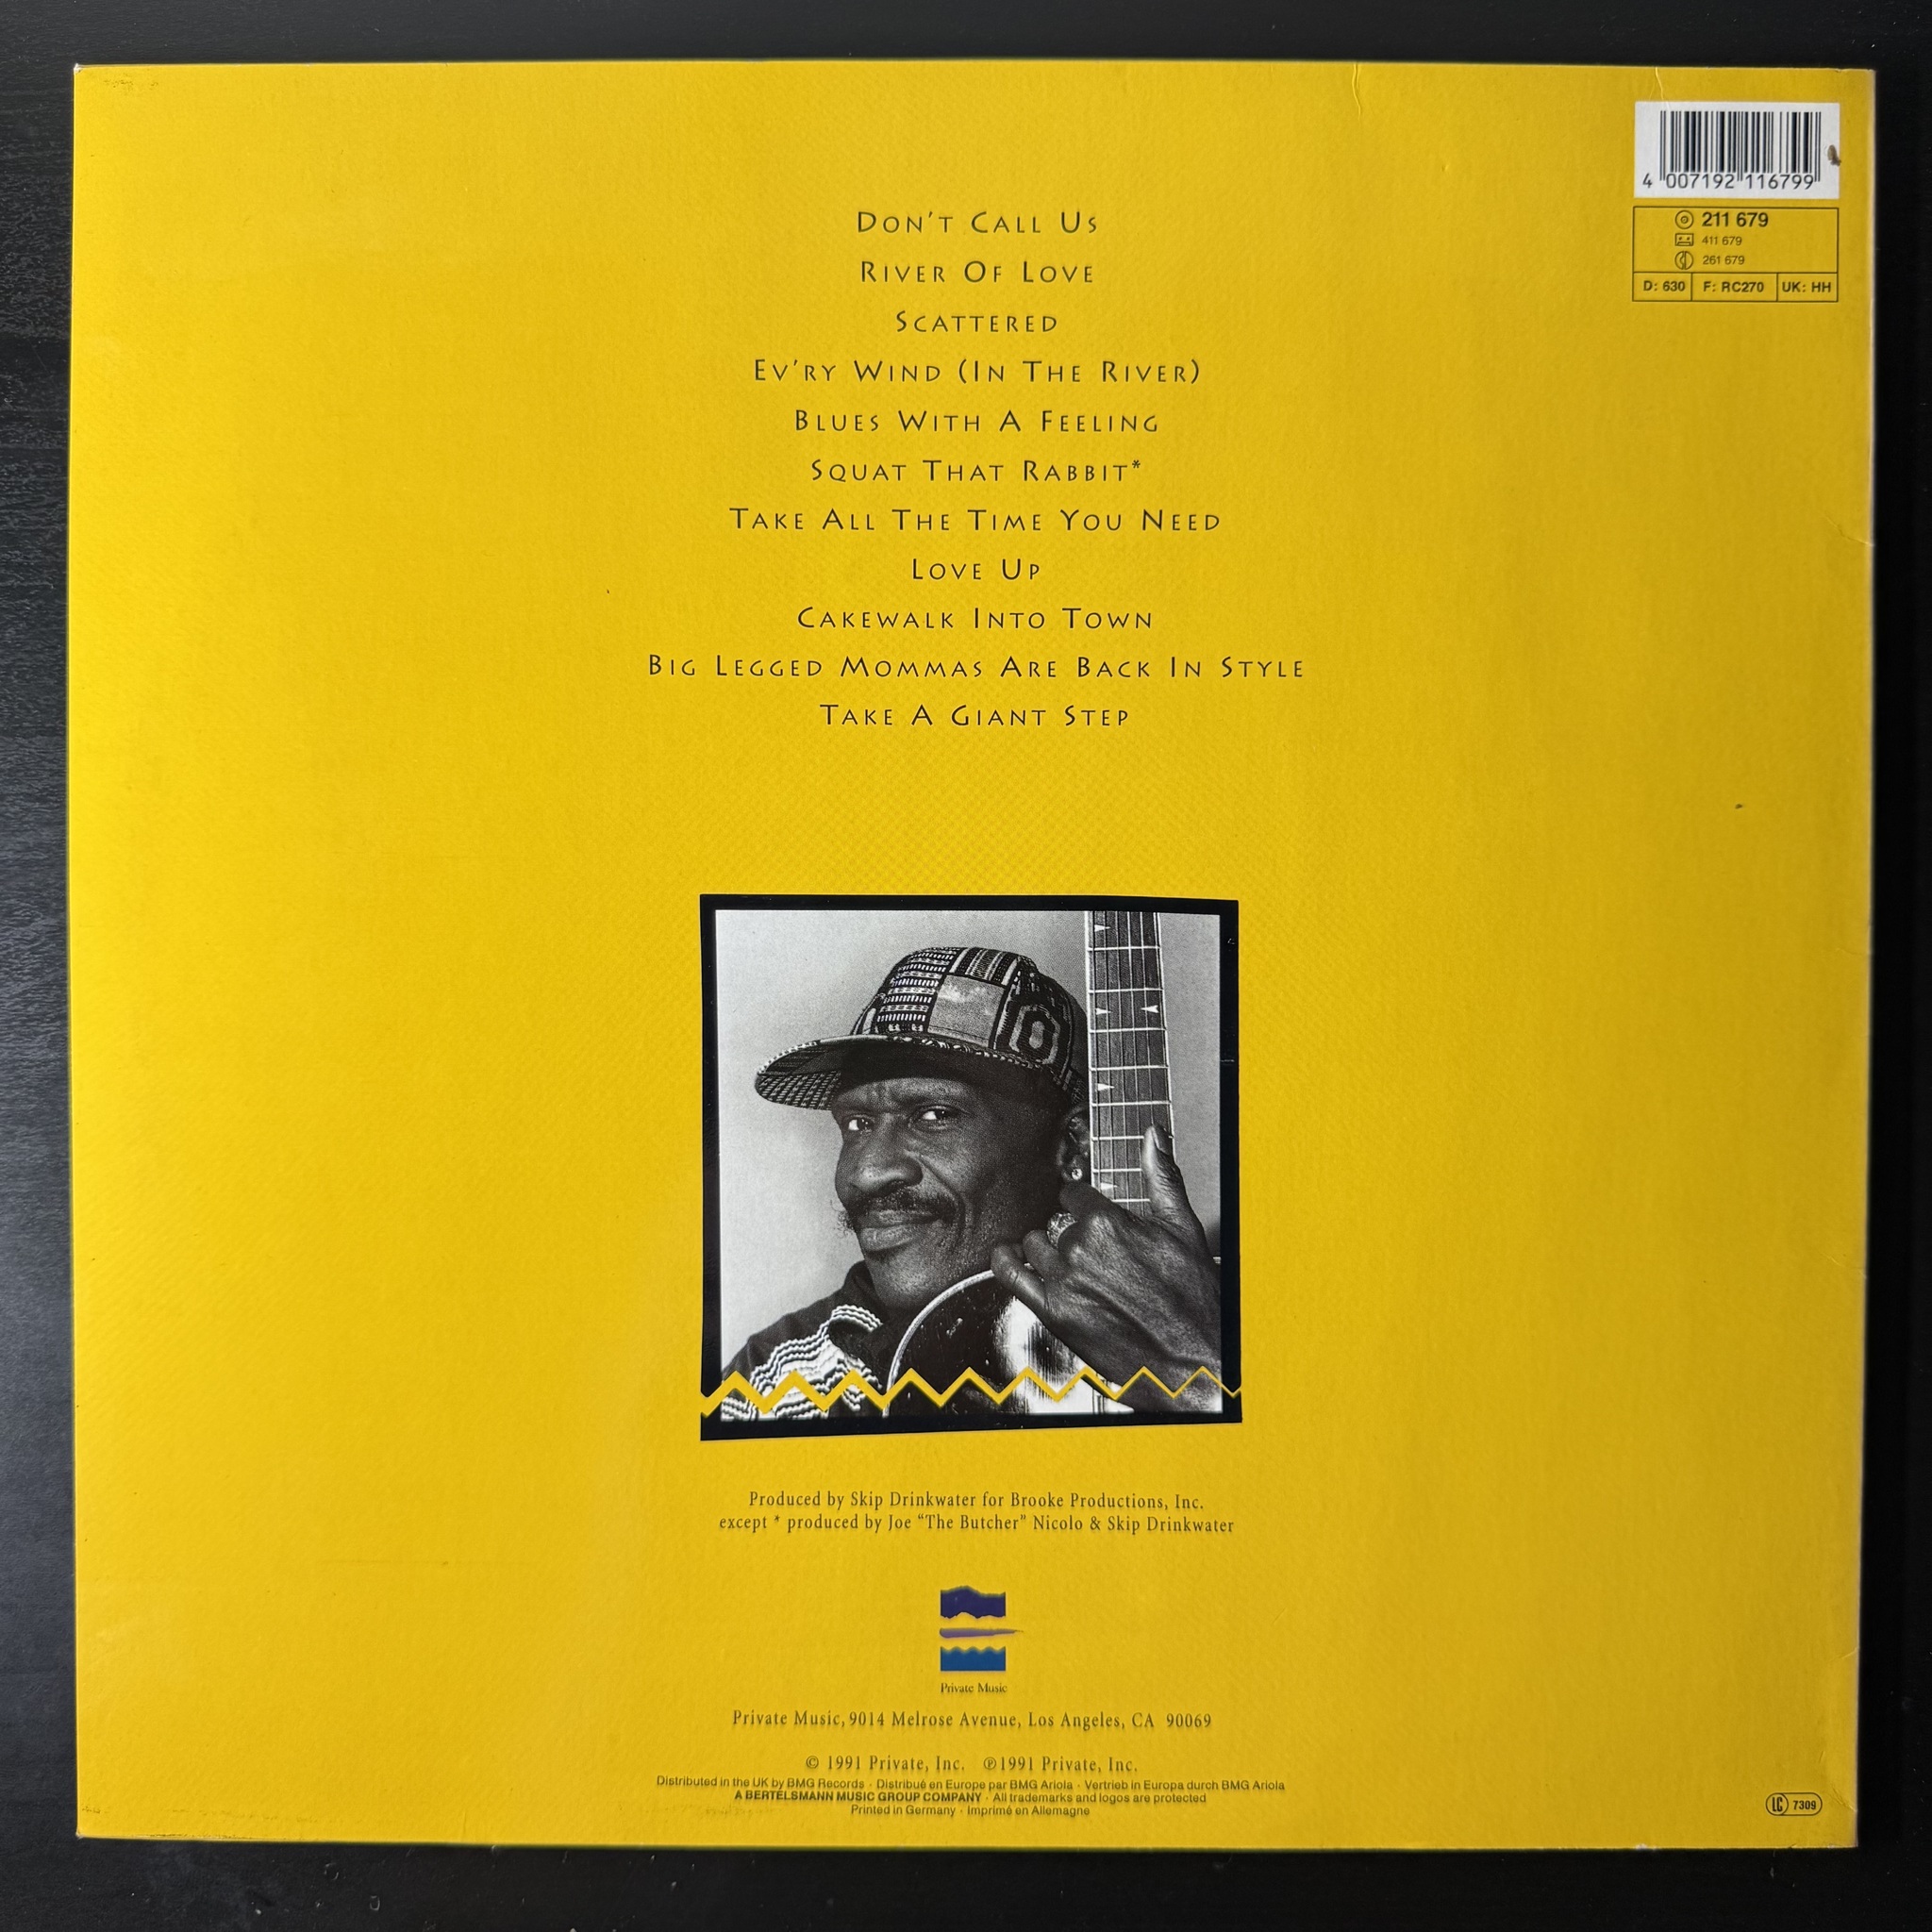 4 007192 116799
211 679
411 679
261 679
D: 630 F: RC270 UK: HH
DON'T CALL US
RIVER OF LOVE
SCATTERED
EV'RY WIND (IN THE RIVER)
BLUES WITH A FEELING
SQUAT THAT RABBIT*
TAKE ALL THE TIME YOU NEED
LOVE UP
CAKEWALK INTO TOWN
BIG LEGGED MOMMAS ARE BACK IN STYLE
TAKE A GIANT STEP
Produced by Skip Drinkwater for Brooke Productions, Inc.
except * produced by Joe “The Butcher” Nicolo & Skip Drinkwater
Private Music
Private Music, 9014 Melrose Avenue, Los Angeles, CA 90069
© 1991 Private, Inc. ℗1991 Private, Inc.
Distributed in the UK by BMG Records · Distribué en Europe par BMG Ariola · Vertrieb in Europa durch BMG Ariola
A BERTELSMANN MUSIC GROUP COMPANY · All trademarks and logos are protected
Printed in Germany · Imprimé en Allemagne
LC 7309